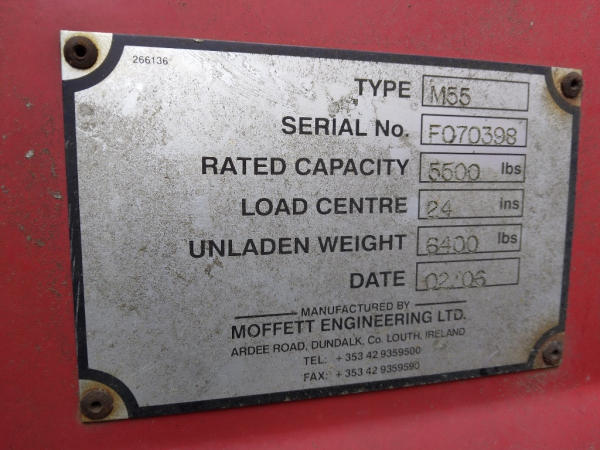 266136
TYPE M55
SERIAL No. F070398
RATED CAPACITY 5500 lbs
LOAD CENTRE 24 ins
UNLADEN WEIGHT 6400 lbs
DATE 02/06
MANUFACTURED BY
MOFFETT ENGINEERING LTD.
ARDEE ROAD, DUNDALK, Co. LOUTH, IRELAND
TEL: + 353 42 9359500
FAX: + 353 42 9359590